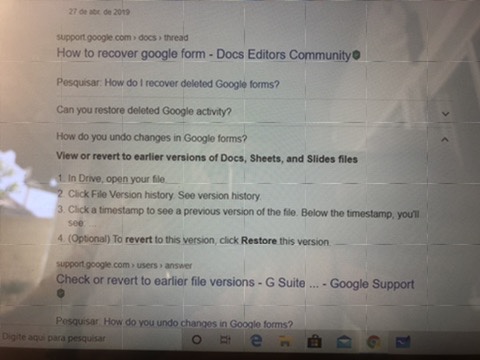 27 de abr. de 2019
support.google.com › docs › thread
How to recover google form - Docs Editors Community
Pesquisar: How do I recover deleted Google forms?
Can you restore deleted Google activity?
How do you undo changes in Google forms?
View or revert to earlier versions of Docs, Sheets, and Slides files
1. In Drive, open your file.
2. Click File Version history. See version history.
3. Click a timestamp to see a previous version of the file. Below the timestamp, you'll
see: ...
4. (Optional) To revert to this version, click Restore this version.
support.google.com › users › answer
Check or revert to earlier file versions - G Suite ... - Google Support
Pesquisar: How do you undo changes in Google forms?
Digite aqui para pesquisar